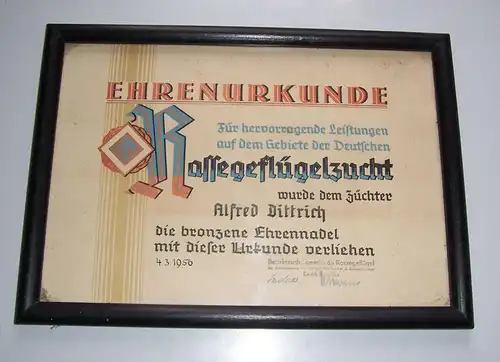 EHRENURKUNDE
Für hervorragende Leistungen
auf dem Gebiete der Deutschen
Rassegeflügelzucht
wurde dem Züchter
Alfred Dittrich
die bronzene Ehrennadel
mit dieser Urkunde verliehen
4.3.1956